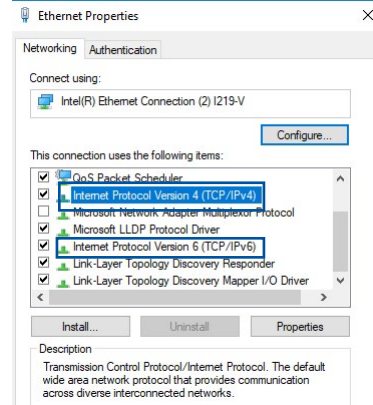 Ethernet Properties
Networking Authentication
Connect using:
Intel(R) Ethernet Connection (2) I219-V
Configure...
This connection uses the following items:
QoS Packet Scheduler
Internet Protocol Version 4 (TCP/IPv4)
Microsoft Network Adapter Multiplexor Protocol
Microsoft LLDP Protocol Driver
Internet Protocol Version 6 (TCP/IPv6)
Link-Layer Topology Discovery Responder
Link-Layer Topology Discovery Mapper I/O Driver
Install... Uninstall Properties
Description
Transmission Control Protocol/Internet Protocol. The default
wide area network protocol that provides communication
across diverse interconnected networks.